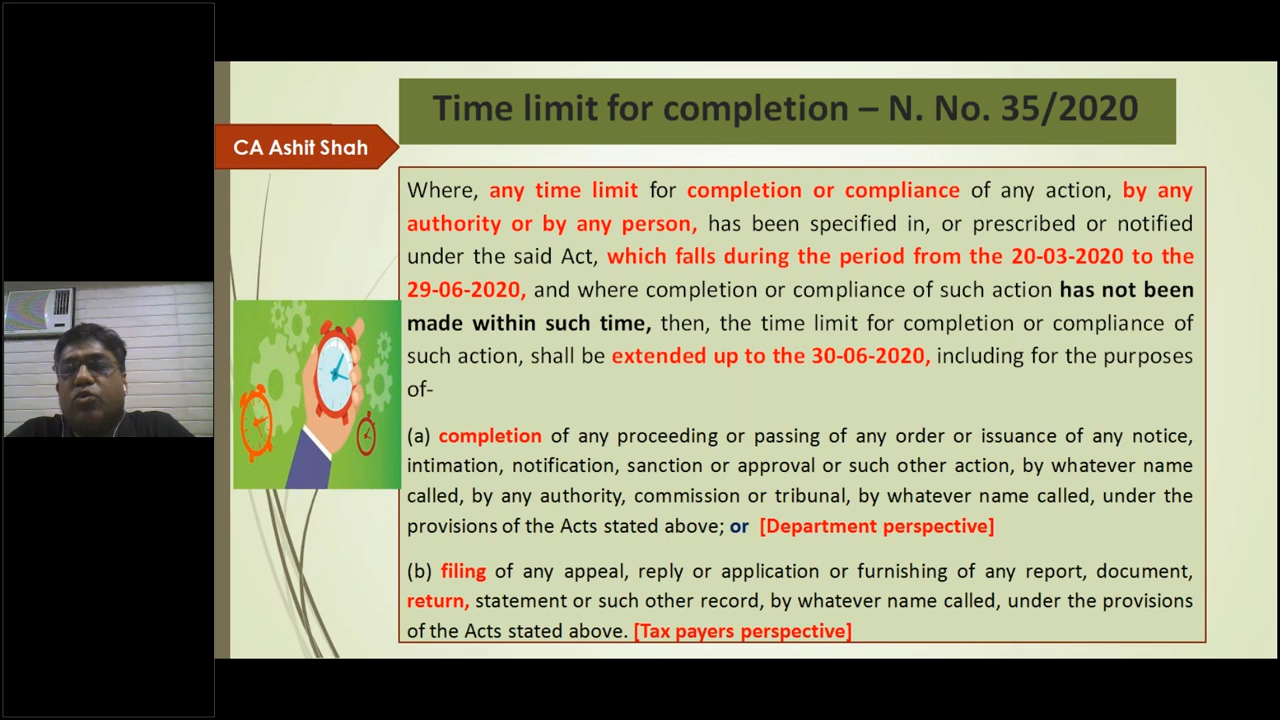 Time limit for completion – N. No. 35/2020
CA Ashit Shah
Where, any time limit for completion or compliance of any action, by any
authority or by any person, has been specified in, or prescribed or notified
under the said Act, which falls during the period from the 20-03-2020 to the
29-06-2020, and where completion or compliance of such action has not been
made within such time, then, the time limit for completion or compliance of
such action, shall be extended up to the 30-06-2020, including for the purposes
of-
(a) completion of any proceeding or passing of any order or issuance of any notice,
intimation, notification, sanction or approval or such other action, by whatever name
called, by any authority, commission or tribunal, by whatever name called, under the
provisions of the Acts stated above; or [Department perspective]
(b) filing of any appeal, reply or application or furnishing of any report, document,
return, statement or such other record, by whatever name called, under the provisions
of the Acts stated above. [Tax payers perspective]